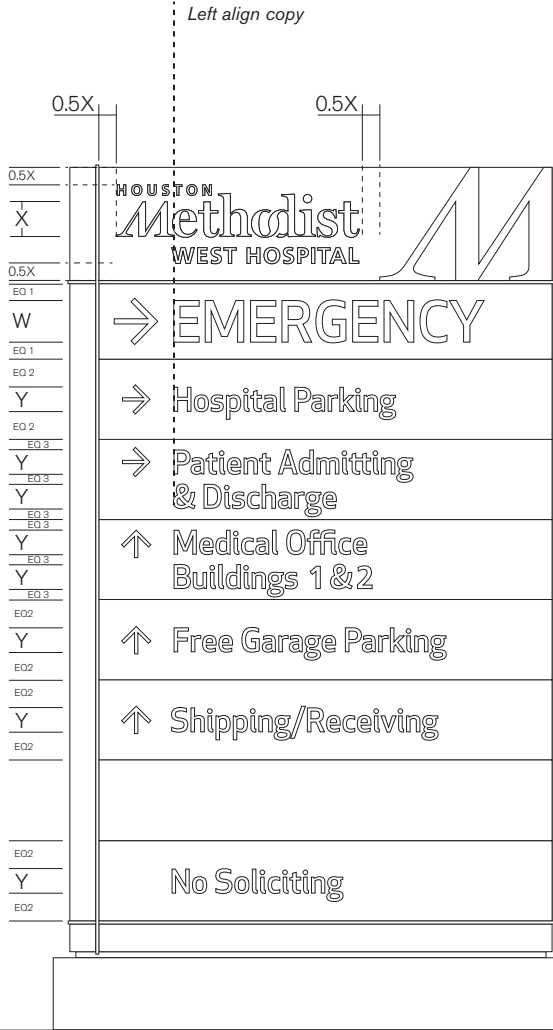 Left align copy
0.5X
0.5X
0.5X
X
0.5X
HOUSTON
Methodist
WEST HOSPITAL
M
EQ 1
W
EQ 1
EMERGENCY
EQ 2
Y
EQ 2
Hospital Parking
EQ 3
Y
EQ 3
Y
EQ 3
Patient Admitting
& Discharge
EQ 3
Y
EQ 3
Y
EQ 3
Medical Office
Buildings 1 & 2
EQ2
Y
EQ2
Free Garage Parking
EQ2
Y
EQ2
Shipping/Receiving
EQ2
Y
EQ2
No Soliciting